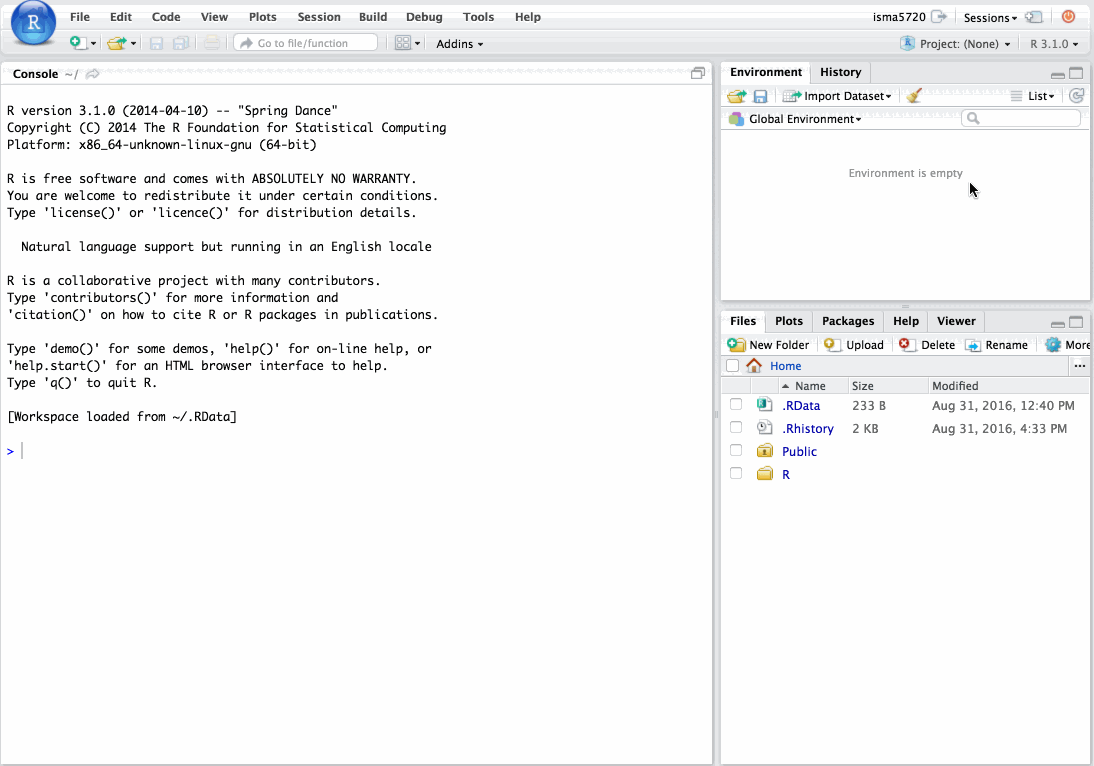 R
File Edit Code View Plots Session Build Debug Tools Help
isma5720 Sessions
Go to file/function
Addins
Project: (None)
R 3.1.0
Console ~/
R version 3.1.0 (2014-04-10) -- "Spring Dance"
Copyright (C) 2014 The R Foundation for Statistical Computing
Platform: x86_64-unknown-linux-gnu (64-bit)
R is free software and comes with ABSOLUTELY NO WARRANTY.
You are welcome to redistribute it under certain conditions.
Type 'license()' or 'licence()' for distribution details.
Natural language support but running in an English locale
R is a collaborative project with many contributors.
Type 'contributors()' for more information and
'citation()' on how to cite R or R packages in publications.
Type 'demo()' for some demos, 'help()' for on-line help, or
'help.start()' for an HTML browser interface to help.
Type 'q()' to quit R.
[Workspace loaded from ~/.RData]
>
Environment History
Import Dataset List
Global Environment
Environment is empty
Files Plots Packages Help Viewer
New Folder Upload Delete Rename More
Home ...
Name Size Modified
.RData 233 B Aug 31, 2016, 12:40 PM
.Rhistory 2 KB Aug 31, 2016, 4:33 PM
Public
R